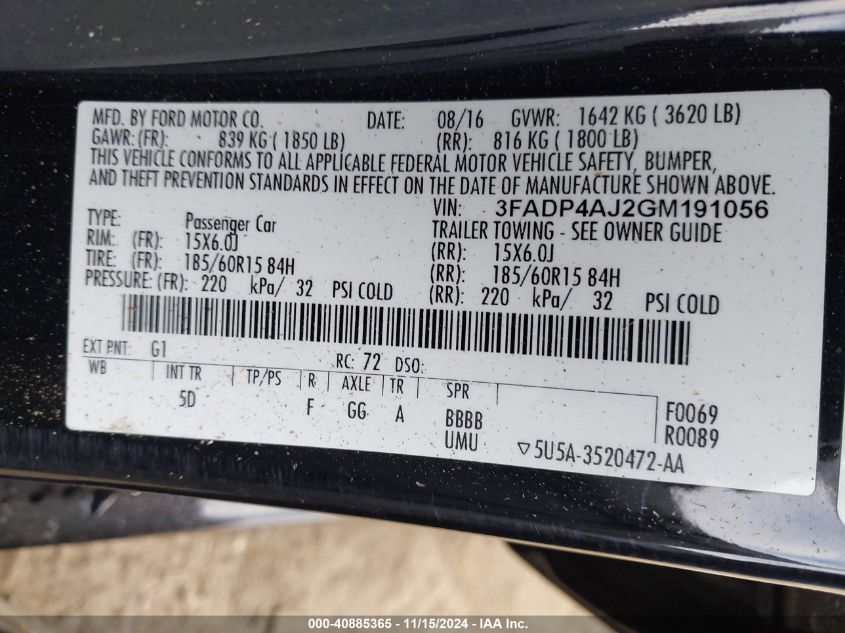 MFD. BY FORD MOTOR CO. DATE: 08/16 GVWR: 1642 KG ( 3620 LB)
GAWR: (FR): 839 KG ( 1850 LB) (RR): 816 KG ( 1800 LB)
THIS VEHICLE CONFORMS TO ALL APPLICABLE FEDERAL MOTOR VEHICLE SAFETY, BUMPER,
AND THEFT PREVENTION STANDARDS IN EFFECT ON THE DATE OF MANUFACTURE SHOWN ABOVE.
VIN: 3FADP4AJ2GM191056
TYPE: Passenger Car TRAILER TOWING - SEE OWNER GUIDE
RIM: (FR): 15X6.0J (RR): 15X6.0J
TIRE: (FR): 185/60R15 84H (RR): 185/60R15 84H
PRESSURE: (FR): 220 kPa/ 32 PSI COLD (RR): 220 kPa/ 32 PSI COLD
EXT PNT: G1 RC: 72 DSO:
WB INT TR TP/PS R AXLE TR SPR
5D F GG A BBBB F0069
UMU R0089
▽5U5A-3520472-AA
000-40885365 - 11/15/2024 - IAA Inc.